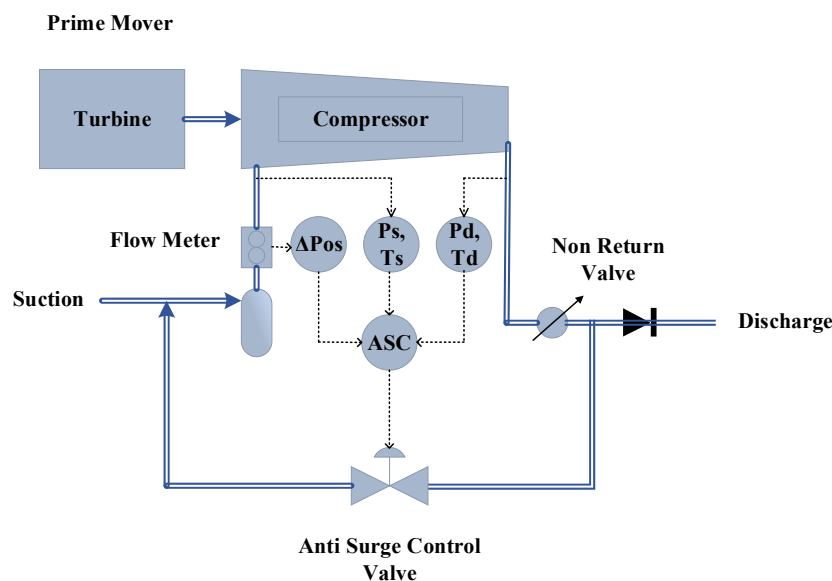 Prime Mover
Turbine
Compressor
Flow Meter
ΔPos
Ps,
Ts
Pd,
Td
Non Return
Valve
Suction
ASC
Discharge
Anti Surge Control
Valve